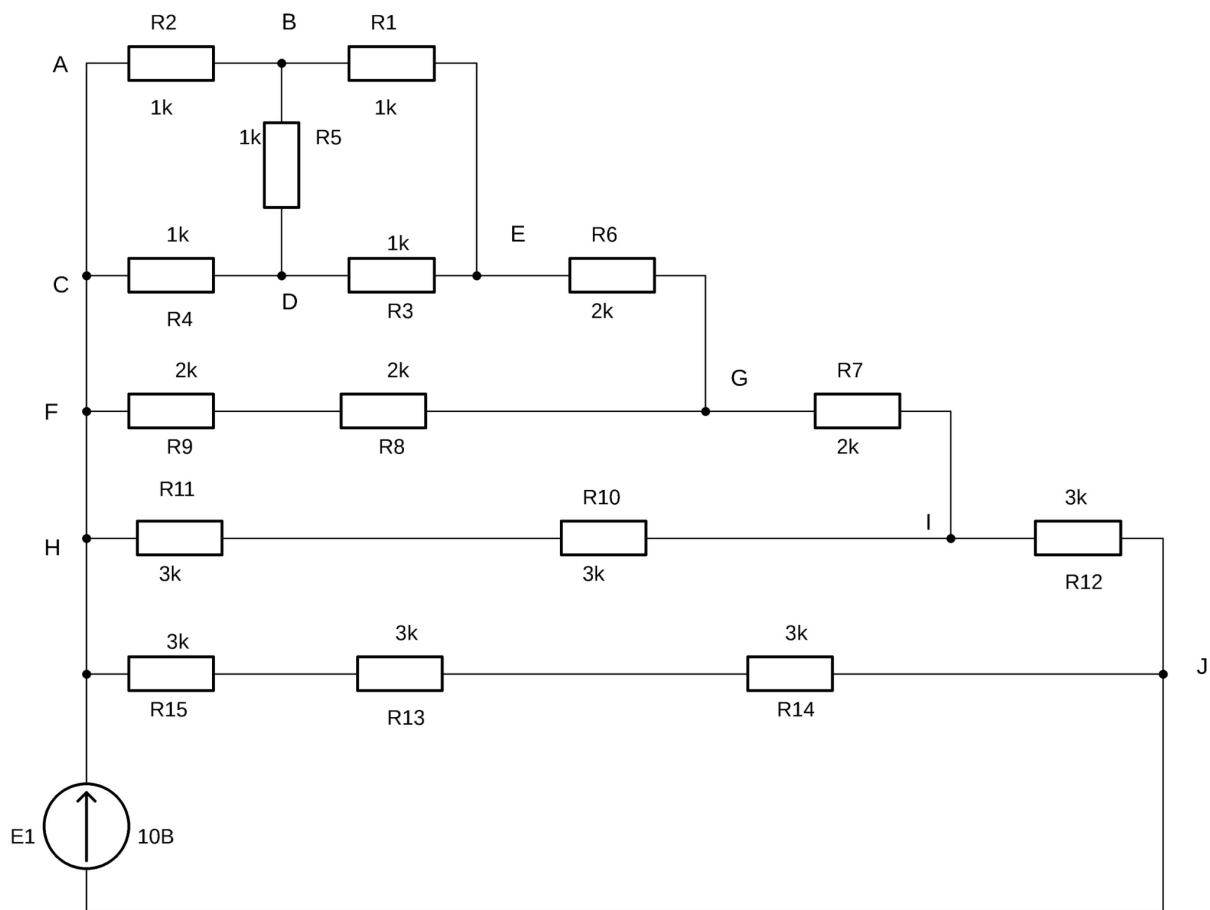 R2 B R1
A
1k 1k
1k R5
1k 1k E R6
C D
R4 R3 2k
2k 2k G R7
F
R9 R8 2k
R11 R10 I 3k
H
3k 3k R12
3k 3k 3k
J
R15 R13 R14
E1 10В